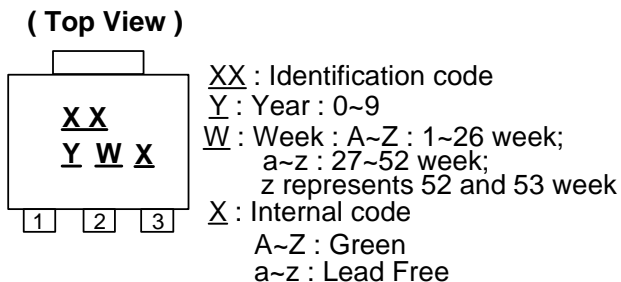 ( Top View )
XX : Identification code
Y : Year : 0~9
W : Week : A~Z : 1~26 week;
a~z : 27~52 week;
z represents 52 and 53 week
X : Internal code
A~Z : Green
a~z : Lead Free
X X
Y W X
1 2 3